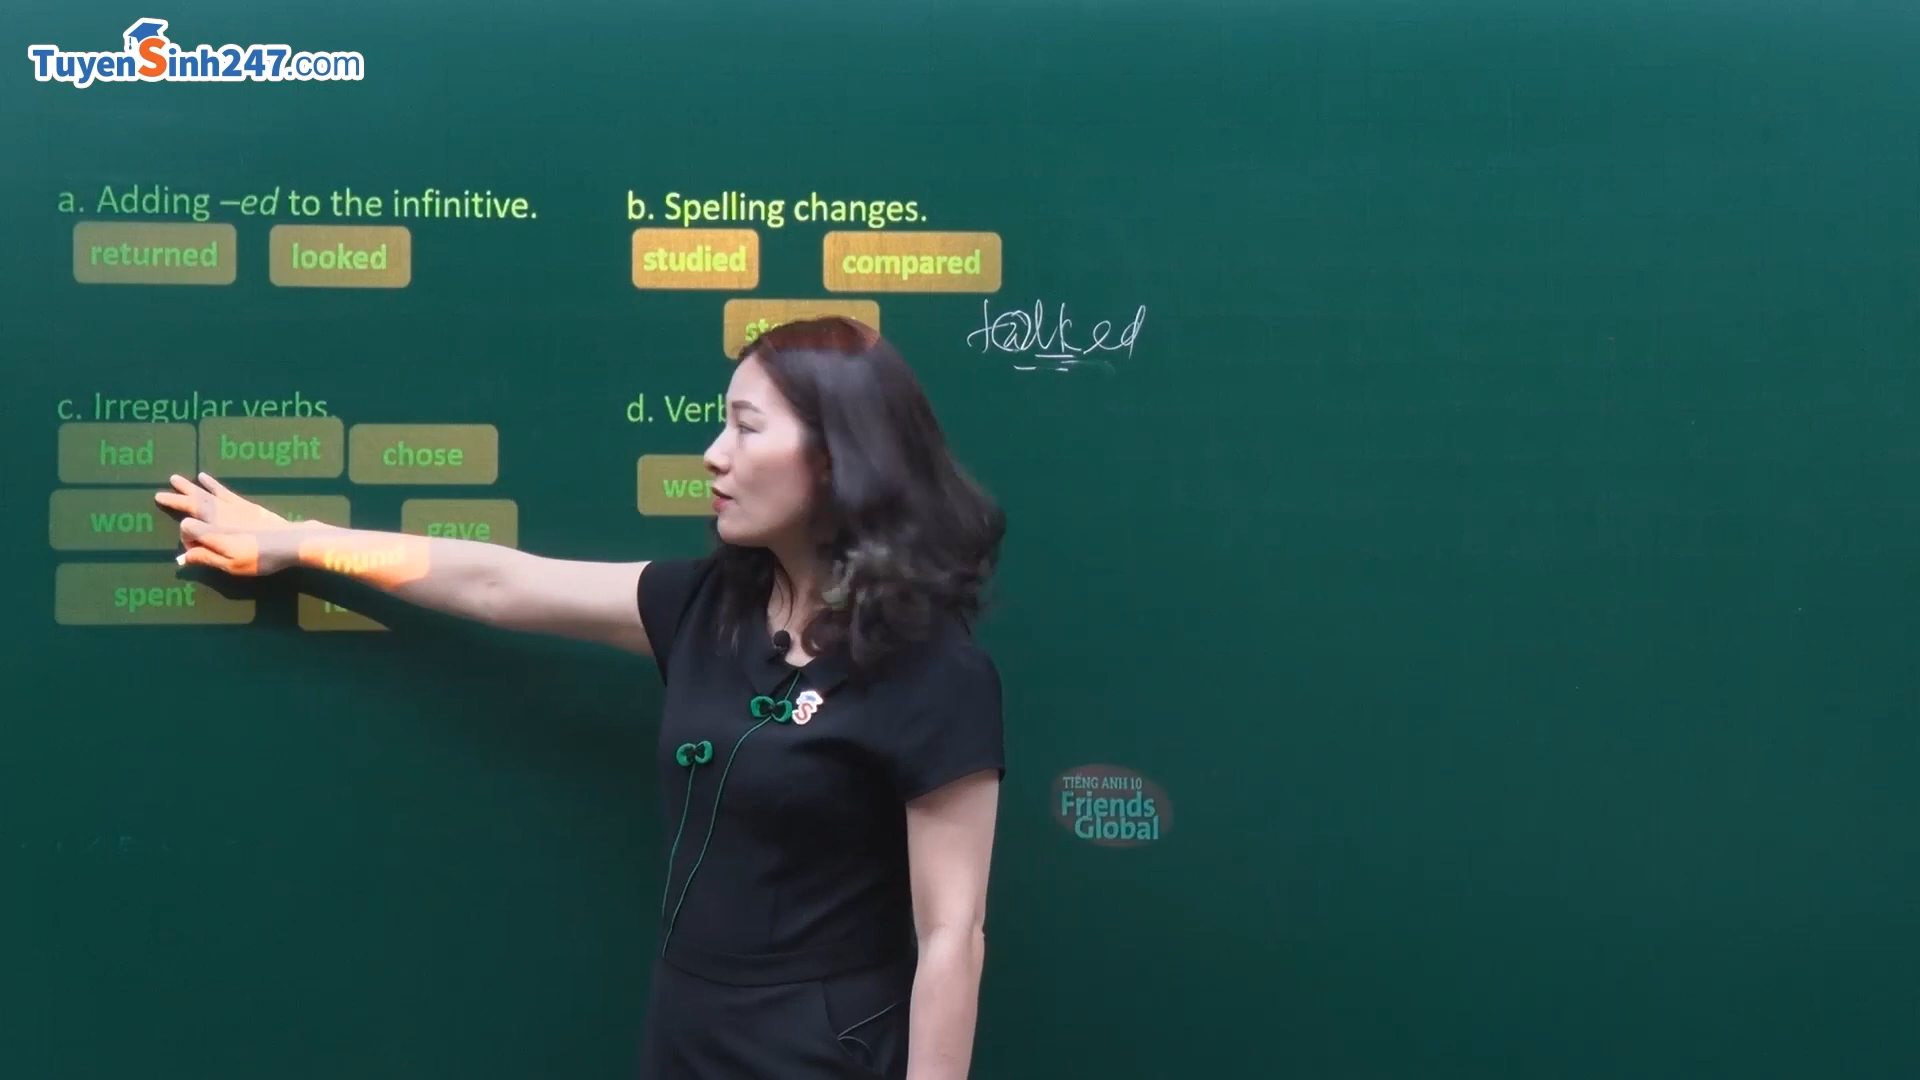 TuyenSinh247.com
a. Adding –ed to the infinitive.
returned looked
b. Spelling changes.
studied compared
talked
c. Irregular verbs.
had bought chose
won gave
spent found
d.
TIẾNG ANH 10
Friends
Global